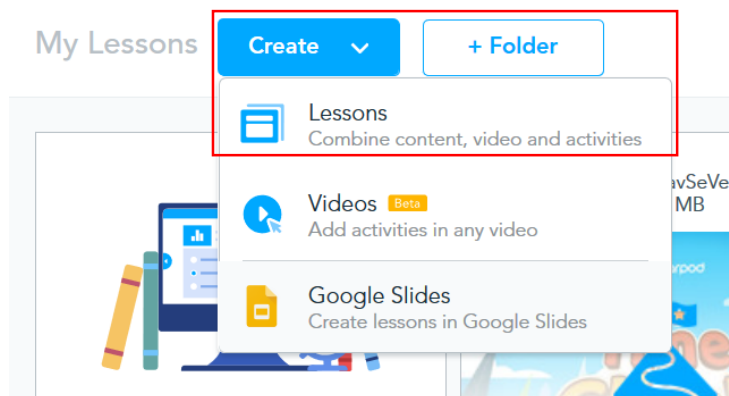 My Lessons
Create
+ Folder
Lessons
Combine content, video and activities
Videos Beta
Add activities in any video
Google Slides
Create lessons in Google Slides
MB